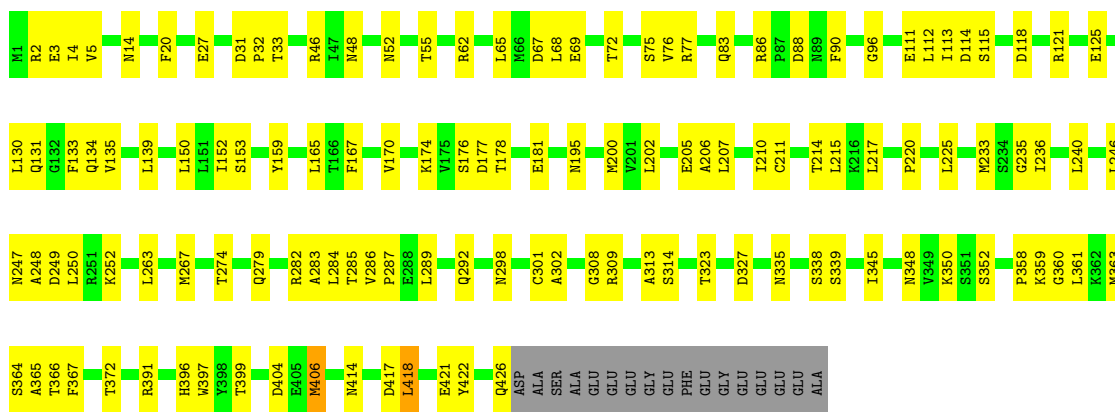 M1 R2 E3 I4 V5 N14 F20 E27 D31 P32 T33 R46 I47 N48 N52 T55 R62 L65 M66 D67 L68 E69 T72 S75 V76 R77 Q83 R86 P87 D88 N89 F90 G96 E111 L112 I113 D114 S115 D118 R121 E125
L130 Q131 G132 F133 Q134 V135 L139 L150 L151 I152 S153 Y159 L165 T166 F167 V170 K174 V175 S176 D177 T178 E181 N195 M200 V201 L202 E205 A206 L207 I210 C211 T214 L215 K216 L217 P220 L225 M233 S234 G235 I236 L240 L246
N247 A248 D249 L250 R251 K252 L263 M267 T274 Q279 R282 A283 L284 T285 V286 P287 E288 L289 Q292 N298 C301 A302 G308 R309 A313 S314 T323 D327 N335 S338 S339 I345 N348 V349 K350 S351 S352 P358 K359 G360 L361 K362 M363
S364 A365 T366 F367 T372 R391 H396 W397 Y398 T399 D404 E405 M406 N414 D417 L418 E421 Y422 Q426 ASP ALA SER ALA GLU GLU GLU GLY GLU PHE GLU GLY GLU GLU GLU GLU ALA